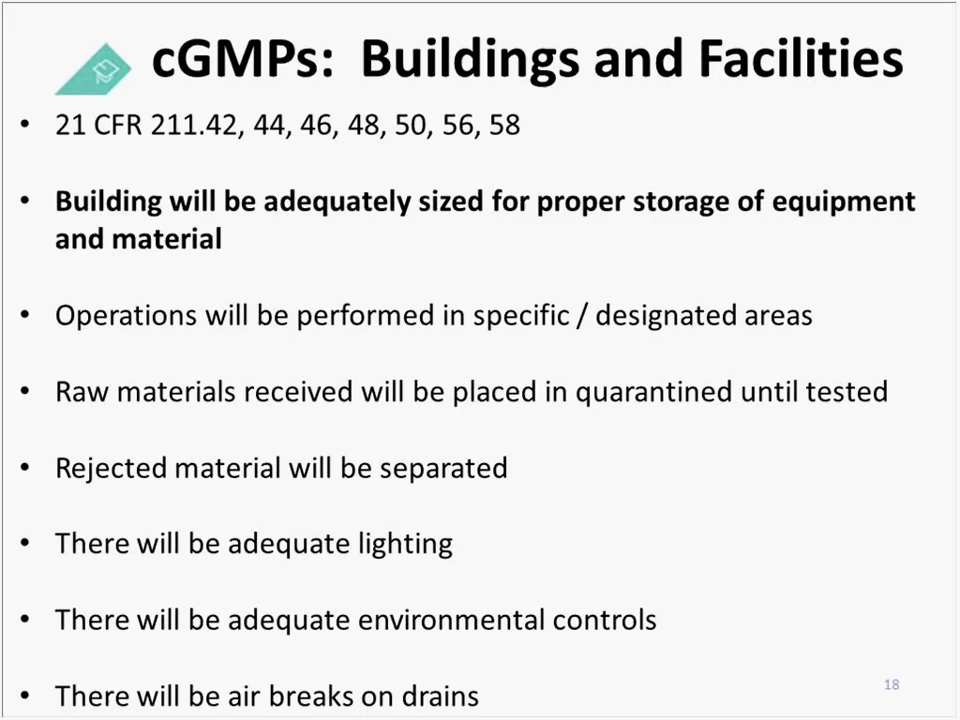 cGMPs: Buildings and Facilities
• 21 CFR 211.42, 44, 46, 48, 50, 56, 58
• Building will be adequately sized for proper storage of equipment
and material
• Operations will be performed in specific / designated areas
• Raw materials received will be placed in quarantined until tested
• Rejected material will be separated
• There will be adequate lighting
• There will be adequate environmental controls
• There will be air breaks on drains
18